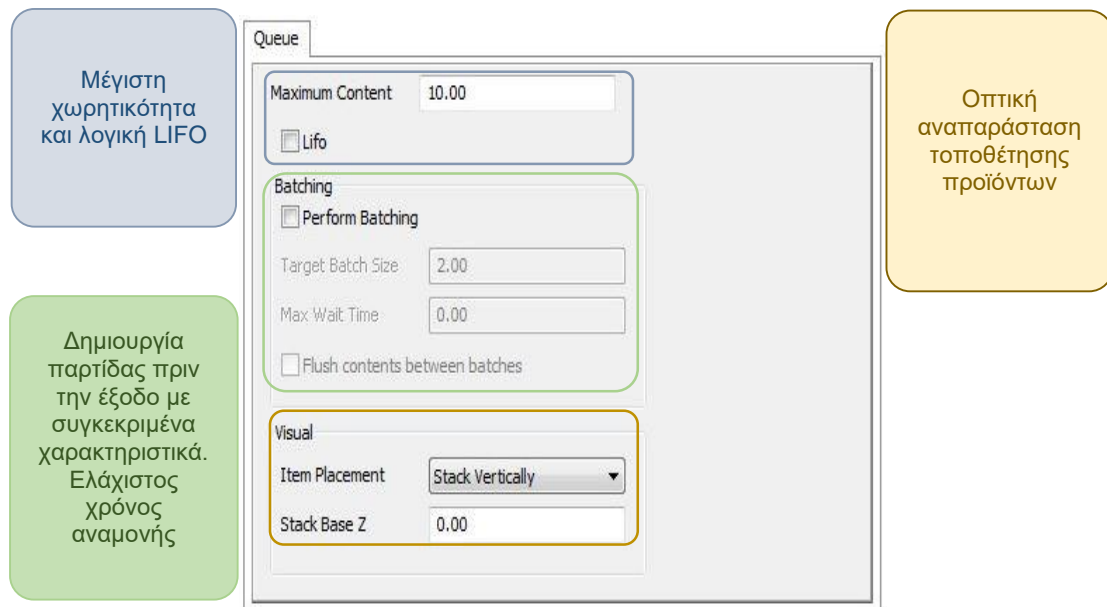 Μέγιστη
χωρητικότητα
και λογική LIFO
Δημιουργία
παρτίδας πριν
την έξοδο με
συγκεκριμένα
χαρακτηριστικά.
Ελάχιστος
χρόνος
αναμονής
Queue
Maximum Content 10.00
Lifo
Batching
Perform Batching
Target Batch Size 2.00
Max Wait Time 0.00
Flush contents between batches
Visual
Item Placement Stack Vertically
Stack Base Z 0.00
Οπτική
αναπαράσταση
τοποθέτησης
προϊόντων